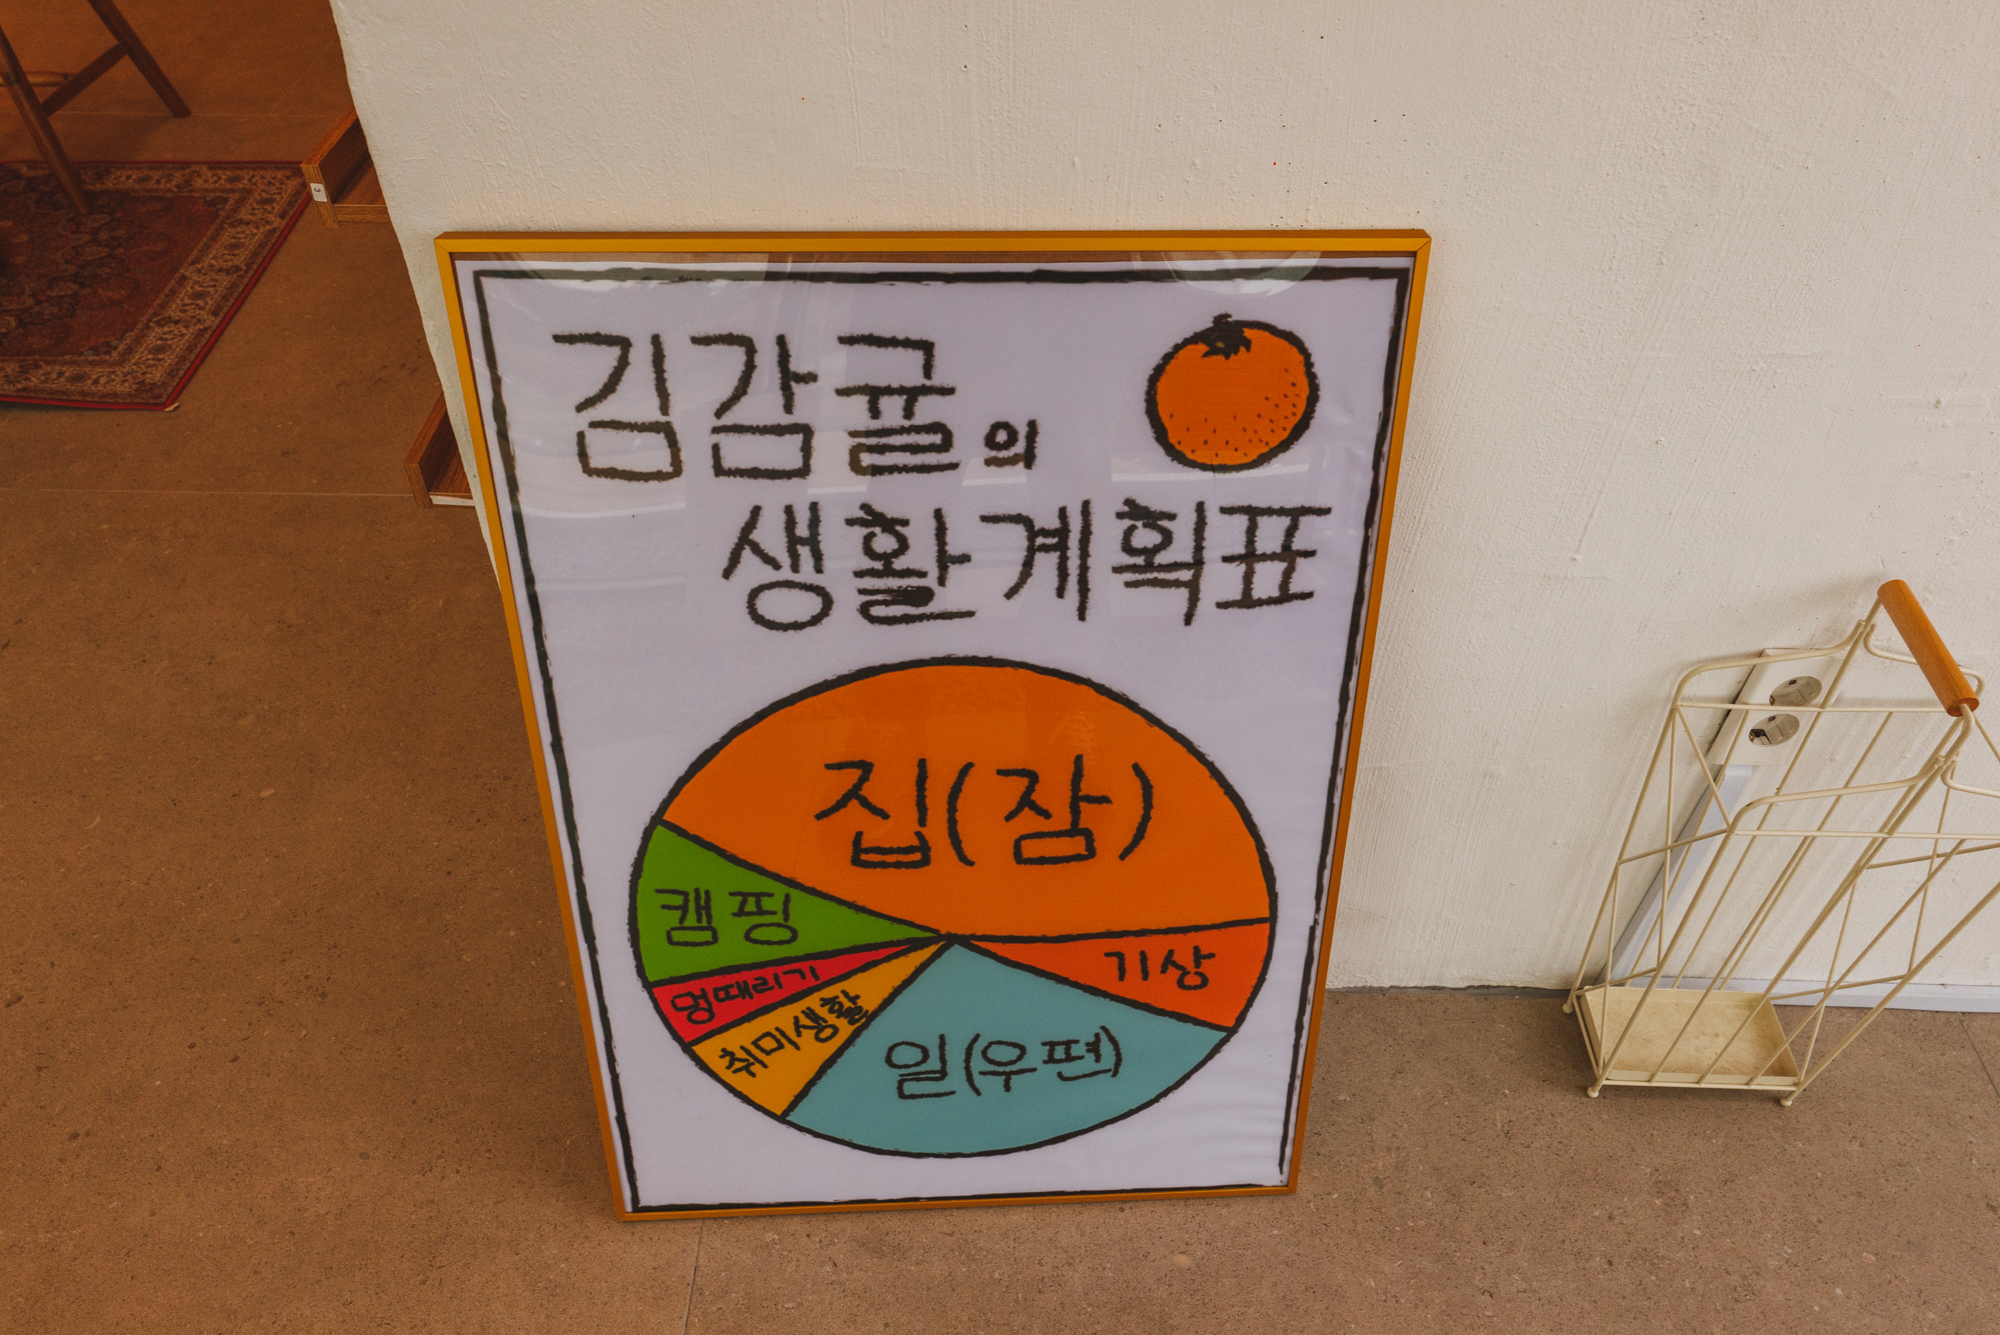 김감귤의
생활계획표
집(잠)
캠핑
기상
멍때리기
취미생활
일(우편)